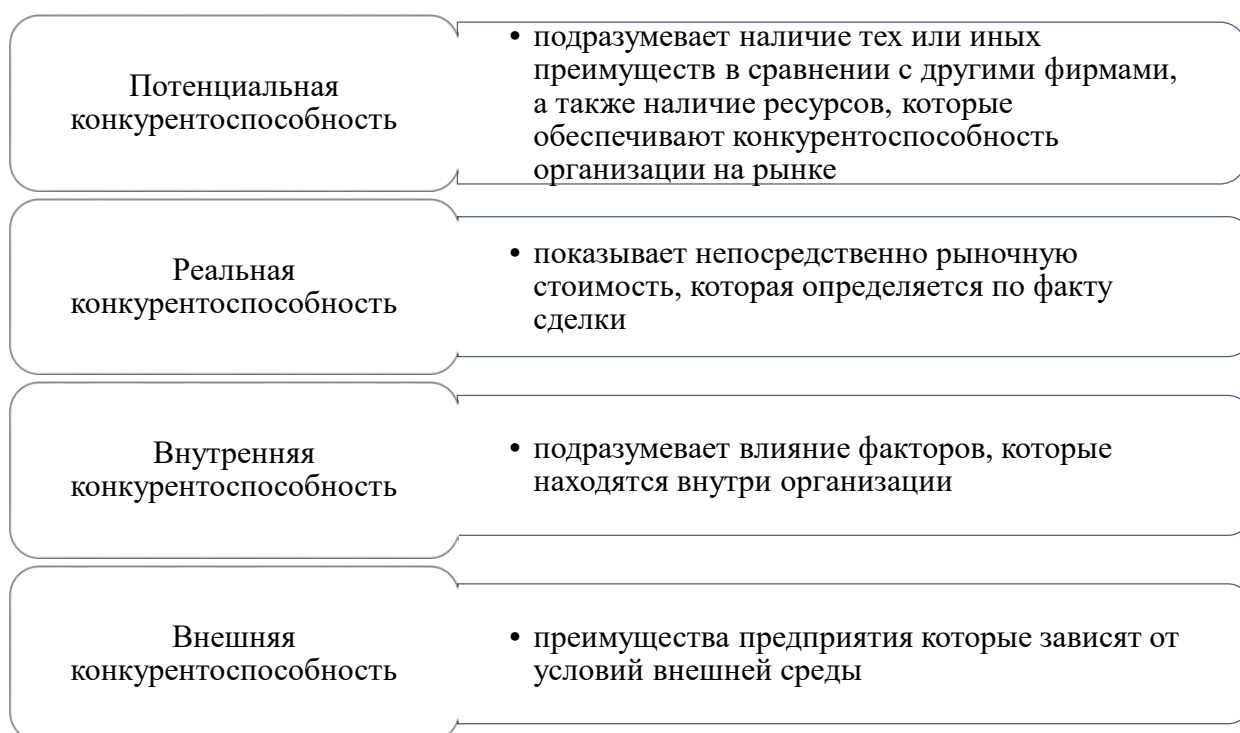 Потенциальная
конкурентоспособность
• подразумевает наличие тех или иных
преимуществ в сравнении с другими фирмами,
а также наличие ресурсов, которые
обеспечивают конкурентоспособность
организации на рынке
Реальная
конкурентоспособность
• показывает непосредственно рыночную
стоимость, которая определяется по факту
сделки
Внутренняя
конкурентоспособность
• подразумевает влияние факторов, которые
находятся внутри организации
Внешняя
конкурентоспособность
• преимущества предприятия которые зависят от
условий внешней среды